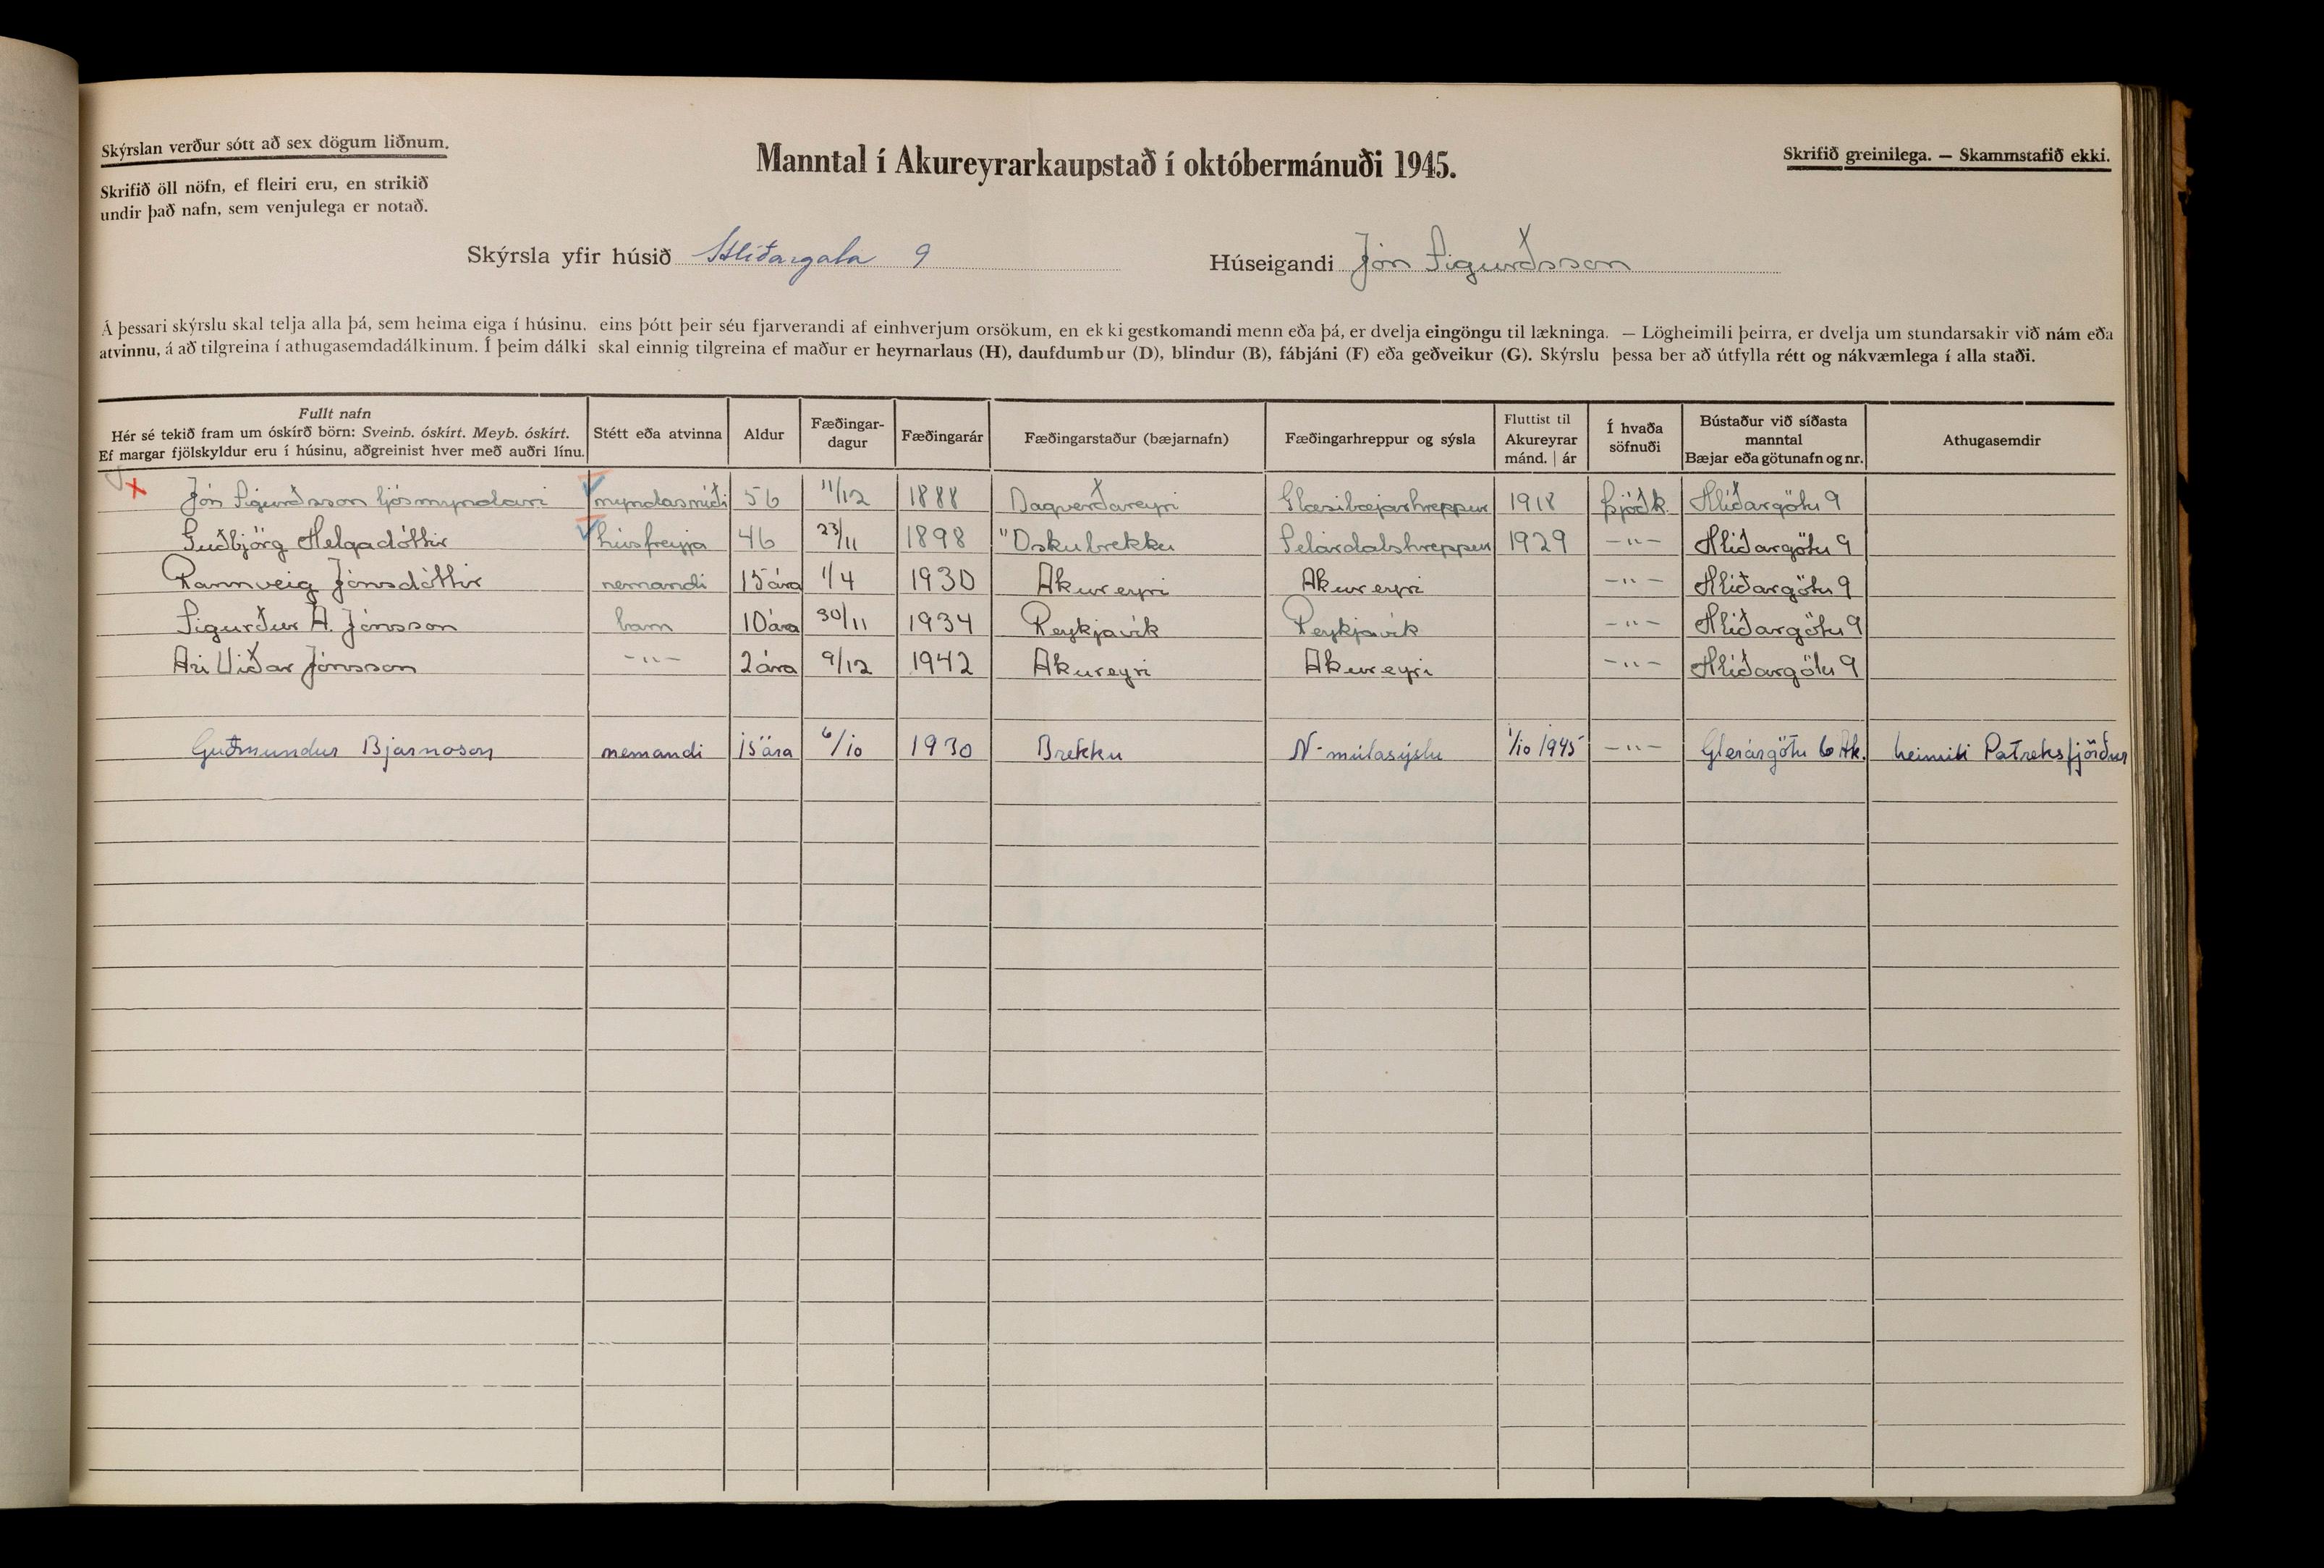 Skýrslan verður sótt að sex dögum liðnum.
Skrifið öll nöfn, ef fleiri eru, en strikið
undir það nafn, sem venjulega er notað.
Manntal í Akureyrarkaupstað í októbermánuði 1945.
Skrifið greinilega. — Skammstafið ekki.
Skýrsla yfir húsið Hlíðargata 9
Húseigandi Jón Sigurðsson
Á þessari skýrslu skal telja alla þá, sem heima eiga í húsinu, eins þótt þeir séu fjarverandi af einhverjum orsökum, en ekki gestkomandi menn eða þá, er dvelja eingöngu til lækninga. — Lögheimili þeirra, er dvelja um stundarsakir við nám eða
atvinnu, á að tilgreina í athugasemdadálkinum. Í þeim dálki skal einnig tilgreina ef maður er heyrnarlaus (H), daufdumbur (D), blindur (B), fábjáni (F) eða geðveikur (G). Skýrslu þessa ber að útfylla rétt og nákvæmlega í alla staði.
Fullt nafn
Hér sé tekið fram um óskírð börn: Sveinb. óskírt. Meyb. óskírt.
Ef margar fjölskyldur eru í húsinu, aðgreinist hver með auðri línu.
Stétt eða atvinna
Aldur
Fæðingar-
dagur
Fæðingarár
Fæðingarstaður (bæjarnafn)
Fæðingarhreppur og sýsla
Fluttist til
Akureyrar
mánd. | ár
Í hvaða
söfnuði
Bústaður við síðasta
manntal
Bæjar eða götunafn og nr.
Athugasemdir
Jón Sigurðsson ljósmyndari myndasmiði 56 11/12 1888 Dagverðareyri Glæsibæjarhreppur 1918 þjóðk. Hlíðargötu 9
Guðbjörg Helgadóttir húsfreyja 46 23/11 1898 "Oskubrekku Selárdalshreppur 1929 —"— Hlíðargötu 9
Rannveig Jónsdóttir nemandi 15 ára 1/4 1930 Akureyri Akureyri —"— Hlíðargötu 9
Sigurður A. Jónsson barn 10 ára 30/11 1934 Reykjavík Reykjavík —"— Hlíðargötu 9
Ari Viðar Jónsson —"— 2 ára 9/12 1942 Akureyri Akureyri —"— Hlíðargötu 9
Guðmundur Bjarnason nemandi 15 ára 6/10 1930 Brekku N-múlasýslu 1/10 1945 —"— Glerárgötu 6 Ak. heimili Patreksfjörður